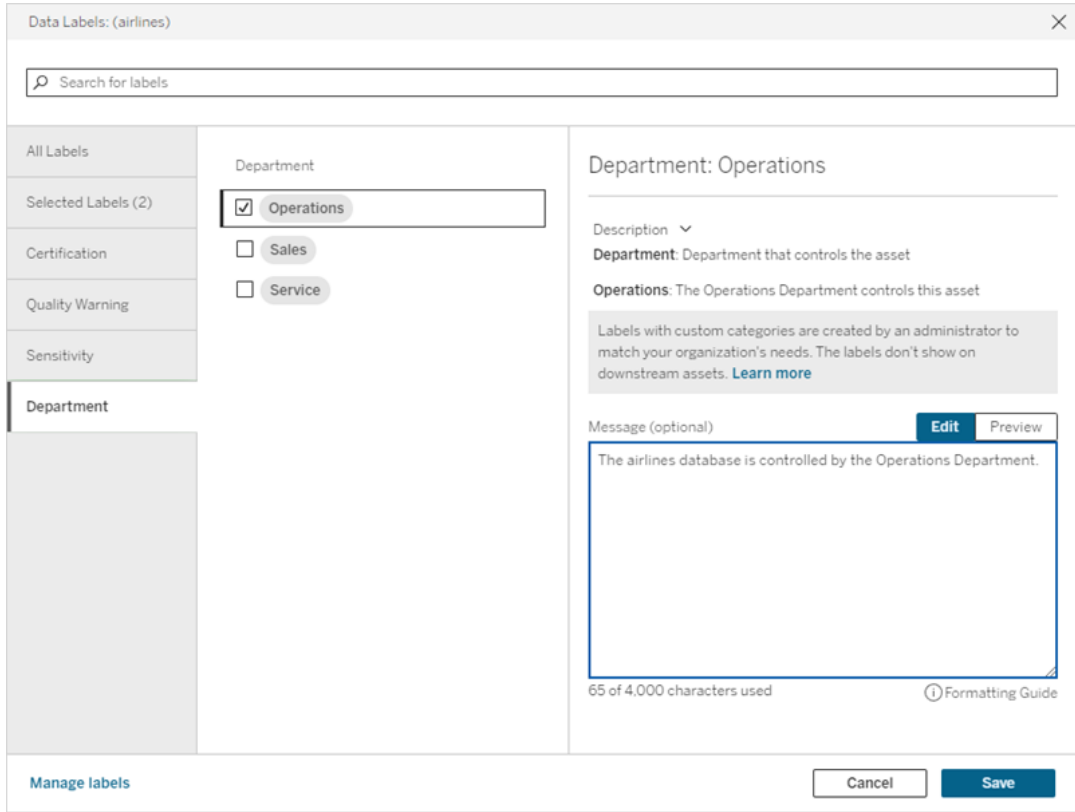 Data Labels: (airlines)
Search for labels
All Labels
Selected Labels (2)
Certification
Quality Warning
Sensitivity
Department
Department
Operations
Sales
Service
Department: Operations
Description
Department: Department that controls the asset
Operations: The Operations Department controls this asset
Labels with custom categories are created by an administrator to
match your organization's needs. The labels don't show on
downstream assets. Learn more
Message (optional)
Edit
Preview
The airlines database is controlled by the Operations Department.
65 of 4,000 characters used
Formatting Guide
Manage labels
Cancel
Save